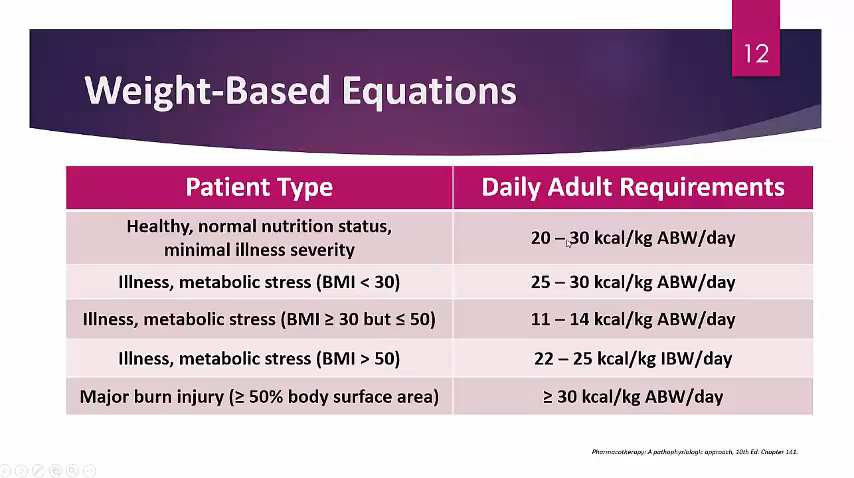 12
Weight-Based Equations
Patient Type
Daily Adult Requirements
Healthy, normal nutrition status,
minimal illness severity
20 – 30 kcal/kg ABW/day
Illness, metabolic stress (BMI < 30)
25 – 30 kcal/kg ABW/day
Illness, metabolic stress (BMI ≥ 30 but ≤ 50)
11 – 14 kcal/kg ABW/day
Illness, metabolic stress (BMI > 50)
22 – 25 kcal/kg IBW/day
Major burn injury (≥ 50% body surface area)
≥ 30 kcal/kg ABW/day
Pharmacotherapy: A pathophysiologic approach, 10th Ed. Chapter 141.